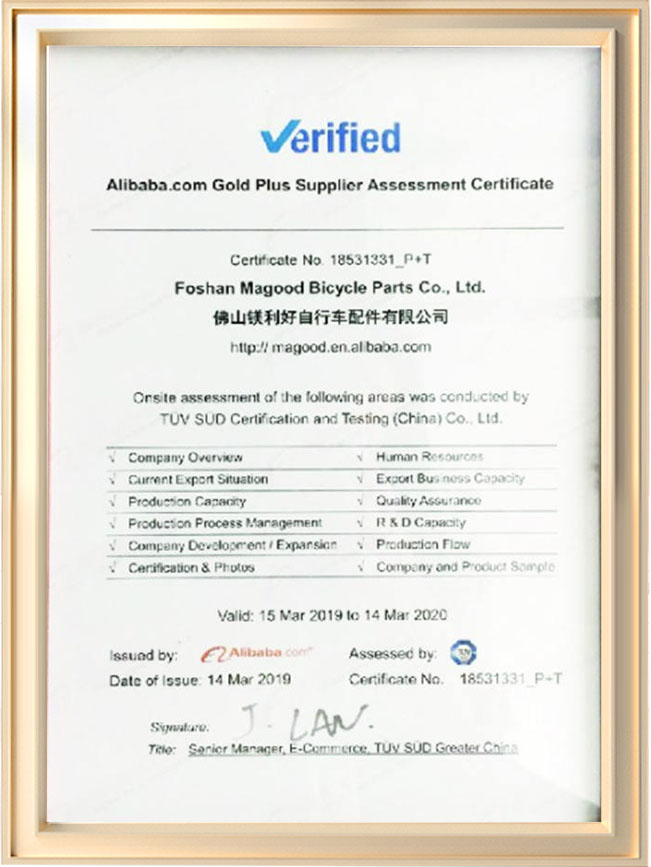 Verified
Alibaba.com Gold Plus Supplier Assessment Certificate
Certificate No. 18531331_P+T
Foshan Magood Bicycle Parts Co., Ltd.
佛山镁利好自行车配件有限公司
http:// magood.en.alibaba.com
Onsite assessment of the following areas was conducted by
TÜV SÜD Certification and Testing (China) Co., Ltd.
√ Company Overview √ Human Resources
√ Current Export Situation √ Export Business Capacity
√ Production Capacity √ Quality Assurance
√ Production Process Management √ R & D Capacity
√ Company Development / Expansion √ Production Flow
√ Certification & Photos √ Company and Product Sample
Valid: 15 Mar 2019 to 14 Mar 2020
Issued by: Alibaba.com Assessed by:
Date of Issue: 14 Mar 2019 Certificate No. 18531331_P+T
Signature: J. LAN.
Title: Senior Manager, E-Commerce, TÜV SÜD Greater China